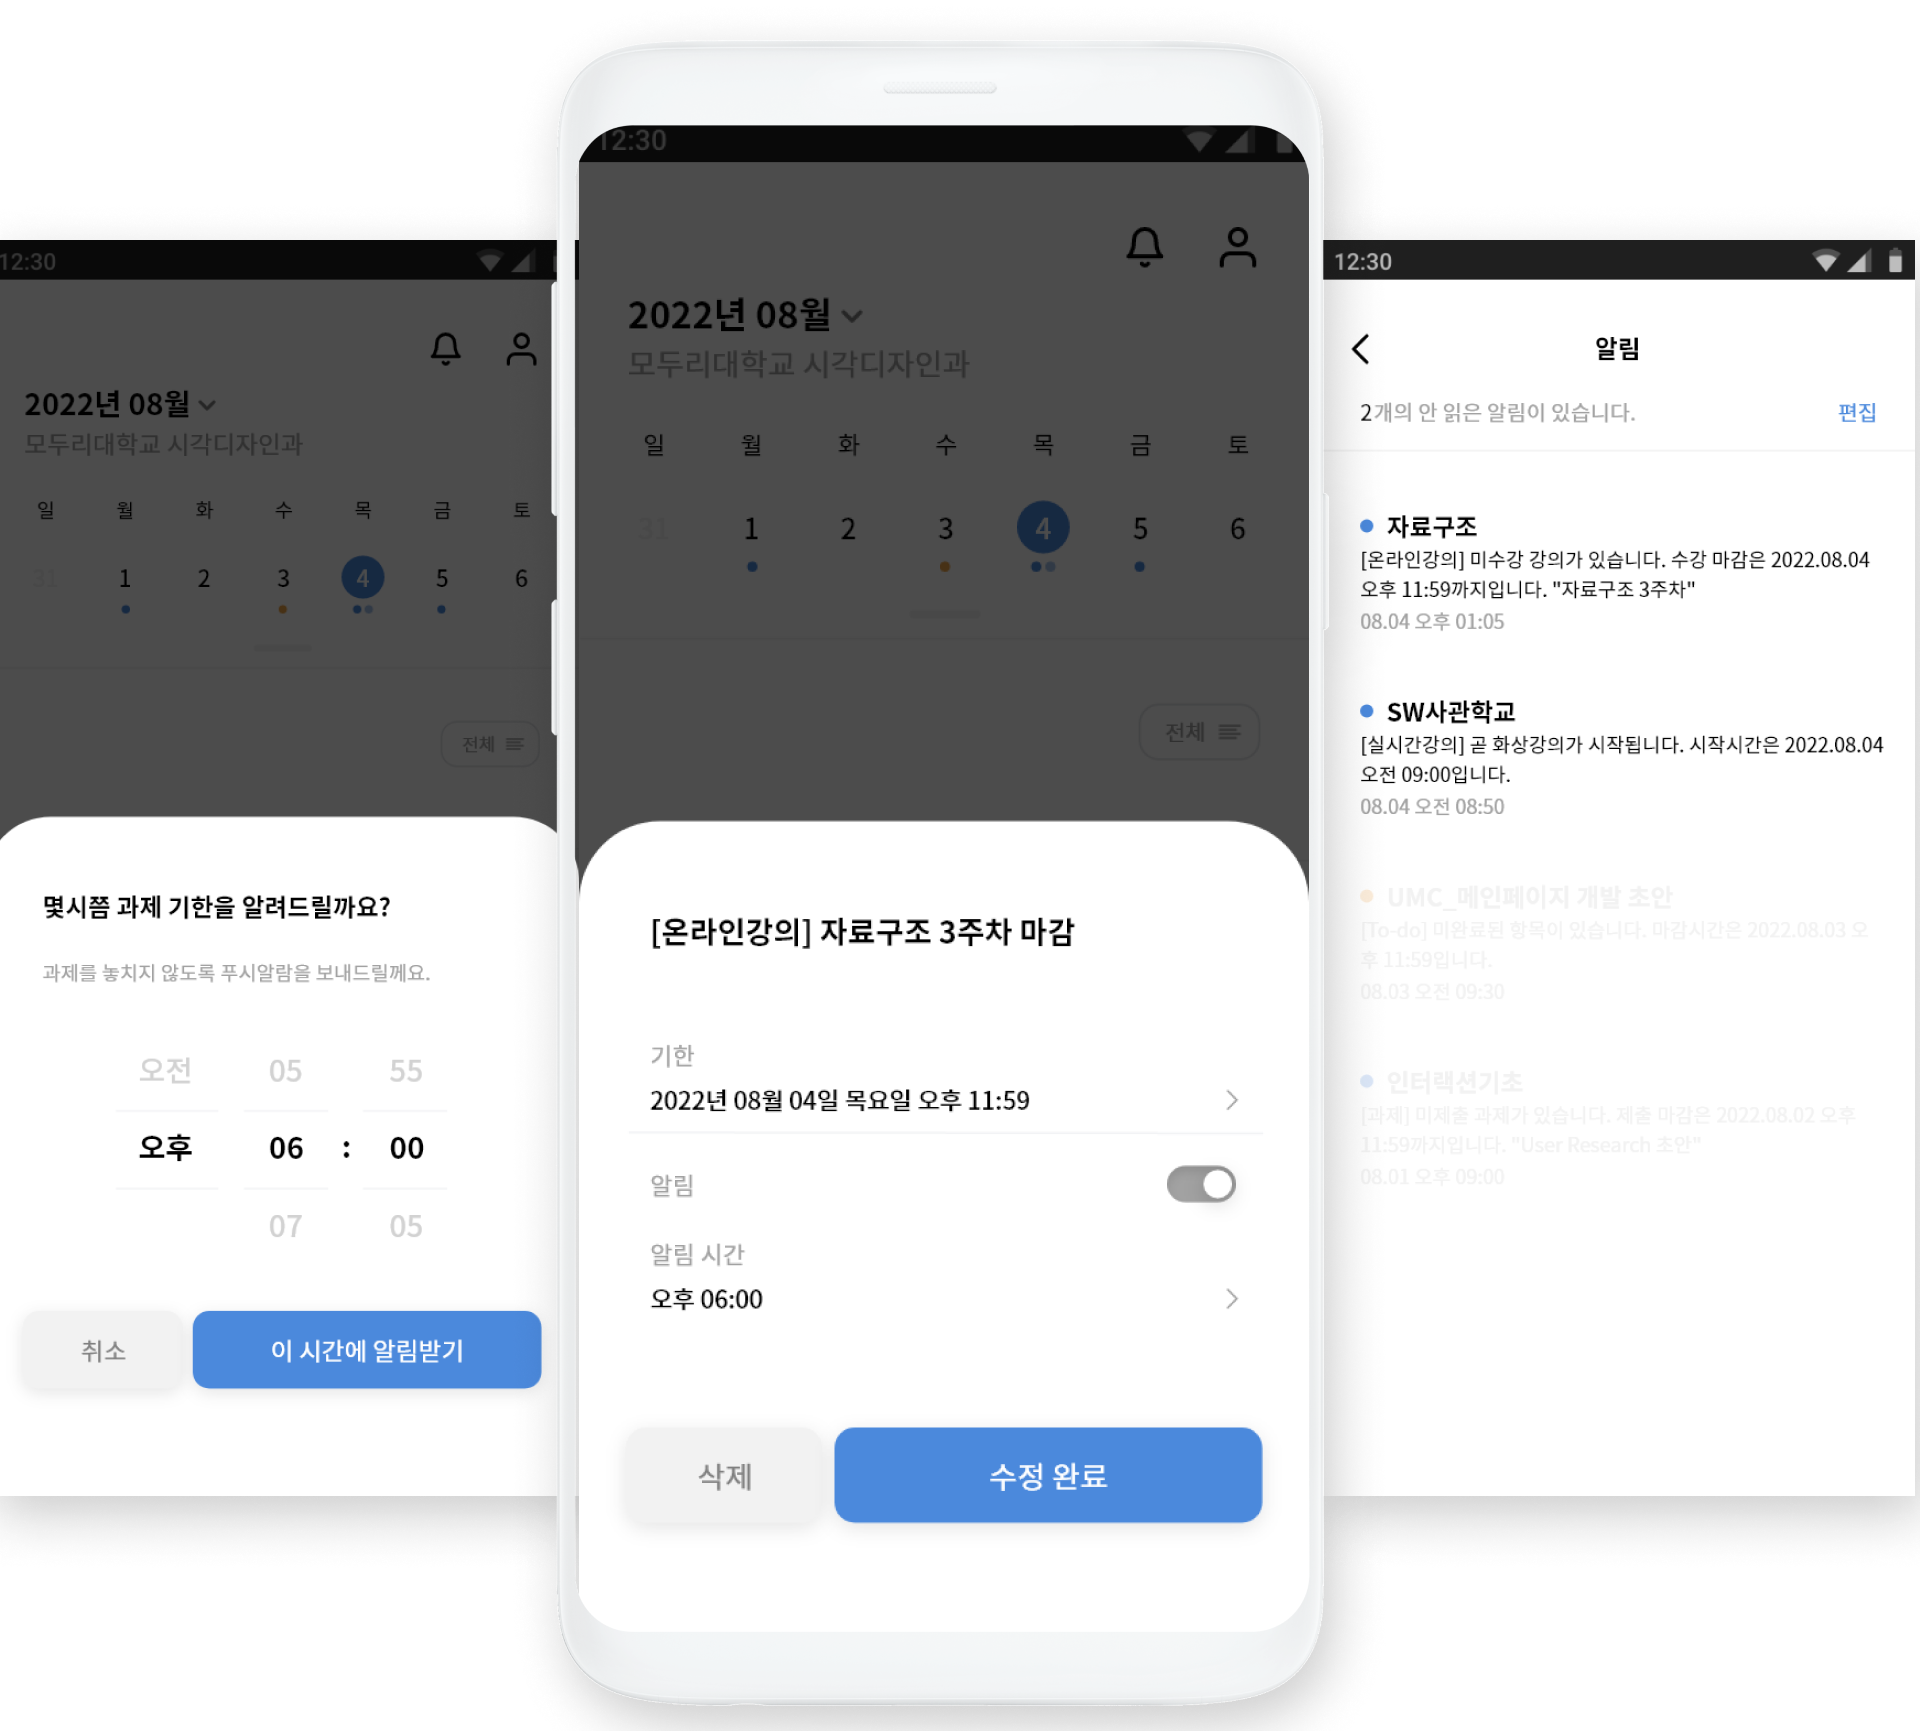 12:30
2022년 08월
모두리대학교 시각디자인과
일 월 화 수 목 금 토
31 1 2 3 4 5 6
전체
몇시쯤 과제 기한을 알려드릴까요?
과제를 놓치지 않도록 푸시알람을 보내드릴께요.
오전 05 55
오후 06 : 00
07 05
취소
이 시간에 알림받기
12:30
2022년 08월
모두리대학교 시각디자인과
일 월 화 수 목 금 토
31 1 2 3 4 5 6
전체
[온라인강의] 자료구조 3주차 마감
기한
2022년 08월 04일 목요일 오후 11:59
알림
알림 시간
오후 06:00
삭제
수정 완료
12:30
알림
2개의 안 읽은 알림이 있습니다.
편집
자료구조
[온라인강의] 미수강 강의가 있습니다. 수강 마감은 2022.08.04
오후 11:59까지입니다. "자료구조 3주차"
08.04 오후 01:05
SW사관학교
[실시간강의] 곧 화상강의가 시작됩니다. 시작시간은 2022.08.04
오전 09:00입니다.
08.04 오전 08:50
UMC_메인페이지 개발 초안
[To-do] 미완료된 항목이 있습니다. 마감시간은 2022.08.03 오
후 11:59입니다.
08.03 오전 09:30
인터랙션기초
[과제] 미제출 과제가 있습니다. 제출 마감은 2022.08.02 오후
11:59까지입니다. "User Research 초안"
08.01 오후 09:00